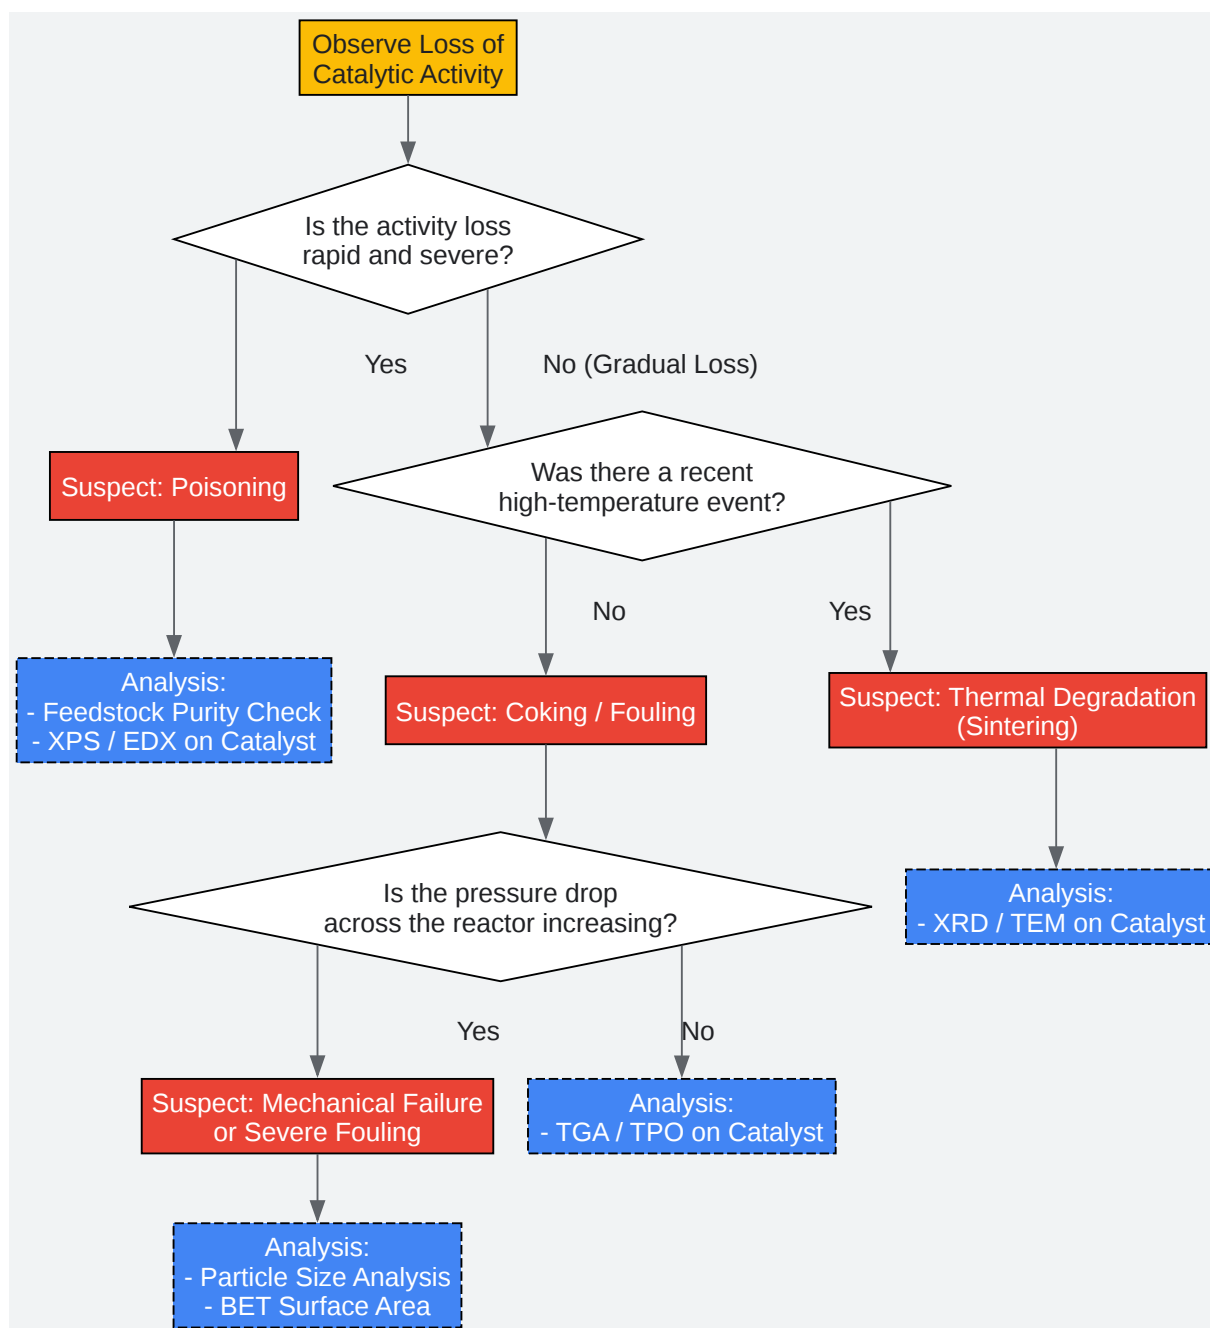 Observe Loss of
Catalytic Activity
Is the activity loss
rapid and severe?
Yes
No (Gradual Loss)
Suspect: Poisoning
Was there a recent
high-temperature event?
No
Yes
Analysis:
- Feedstock Purity Check
- XPS / EDX on Catalyst
Suspect: Coking / Fouling
Suspect: Thermal Degradation
(Sintering)
Is the pressure drop
across the reactor increasing?
Analysis:
- XRD / TEM on Catalyst
Yes
No
Suspect: Mechanical Failure
or Severe Fouling
Analysis:
- TGA / TPO on Catalyst
Analysis:
- Particle Size Analysis
- BET Surface Area